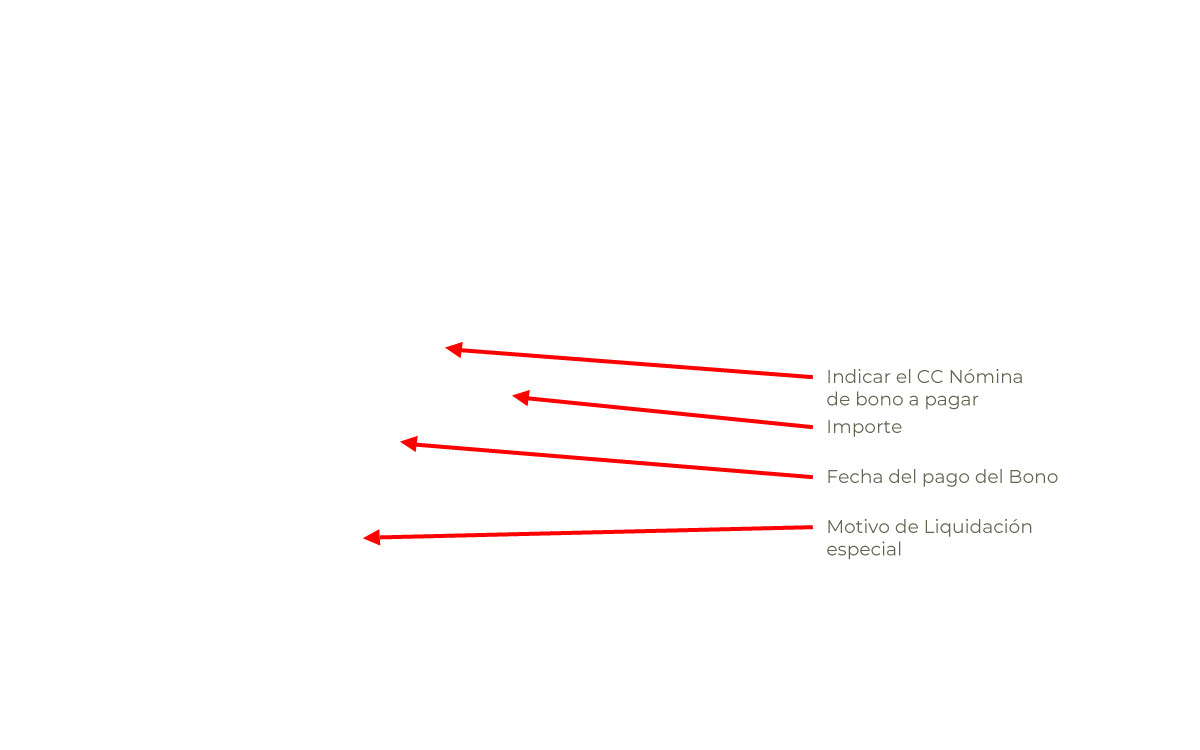 Indicar el CC Nómina
de bono a pagar
Importe
Fecha del pago del Bono
Motivo de Liquidación
especial